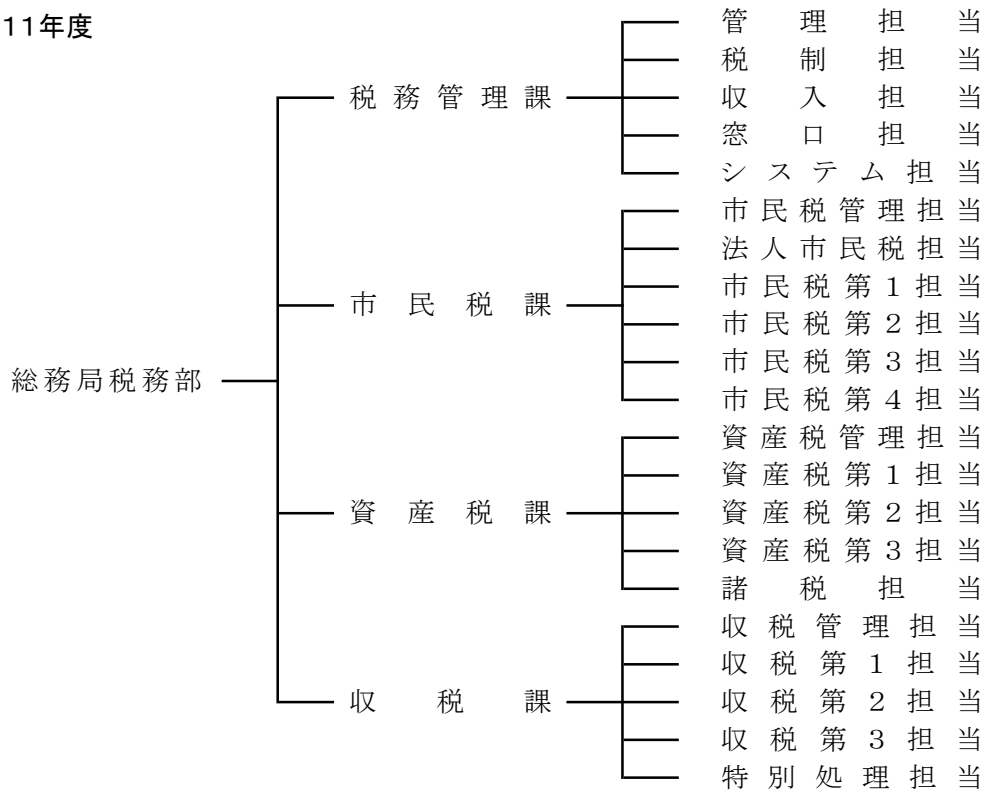 11年度
総務局税務部
税務管理課
管理担当
税制担当
収入担当
窓口担当
システム担当
市民税課
市民税管理担当
法人市民税担当
市民税第1担当
市民税第2担当
市民税第3担当
市民税第4担当
資産税課
資産税管理担当
資産税第1担当
資産税第2担当
資産税第3担当
諸税担当
収税課
収税管理担当
収税第1担当
収税第2担当
収税第3担当
特別処理担当